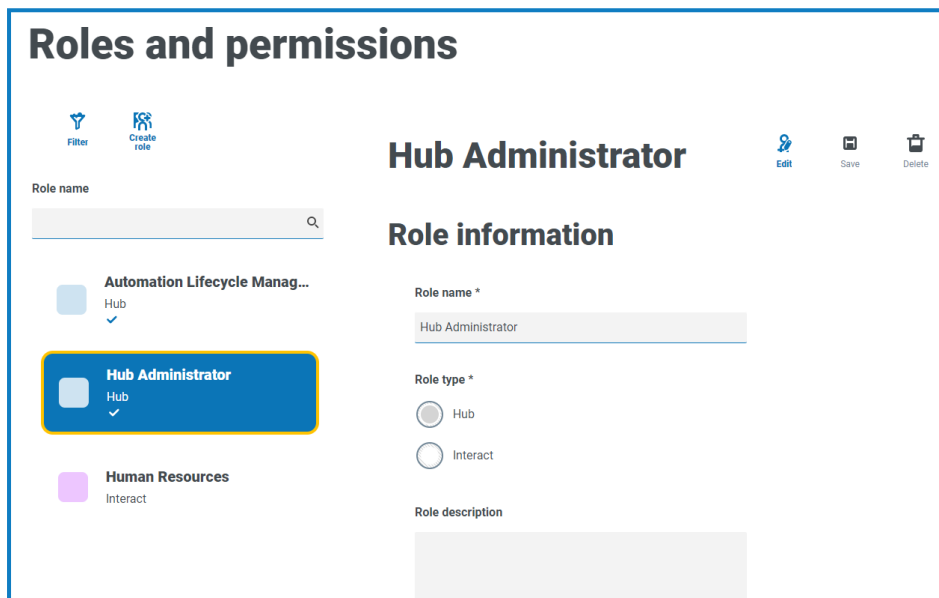 Roles and permissions
Filter
Create
role
Role name
Automation Lifecycle Manag...
Hub
Hub Administrator
Hub
Human Resources
Interact
Hub Administrator
Edit
Save
Delete
Role information
Role name *
Hub Administrator
Role type *
Hub
Interact
Role description